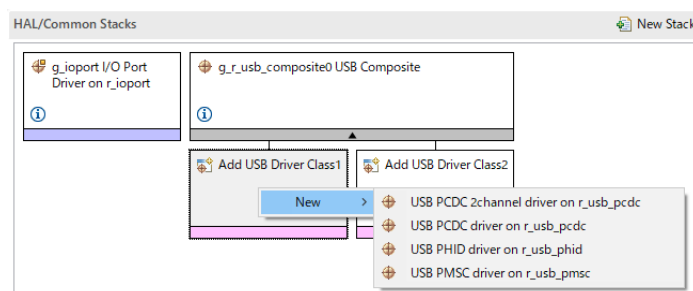 HAL/Common Stacks
New Stack
g_ioport I/O Port
Driver on r_ioport
g_r_usb_composite0 USB Composite
Add USB Driver Class1
Add USB Driver Class2
New
USB PCDC 2channel driver on r_usb_pcdc
USB PCDC driver on r_usb_pcdc
USB PHID driver on r_usb_phid
USB PMSC driver on r_usb_pmsc